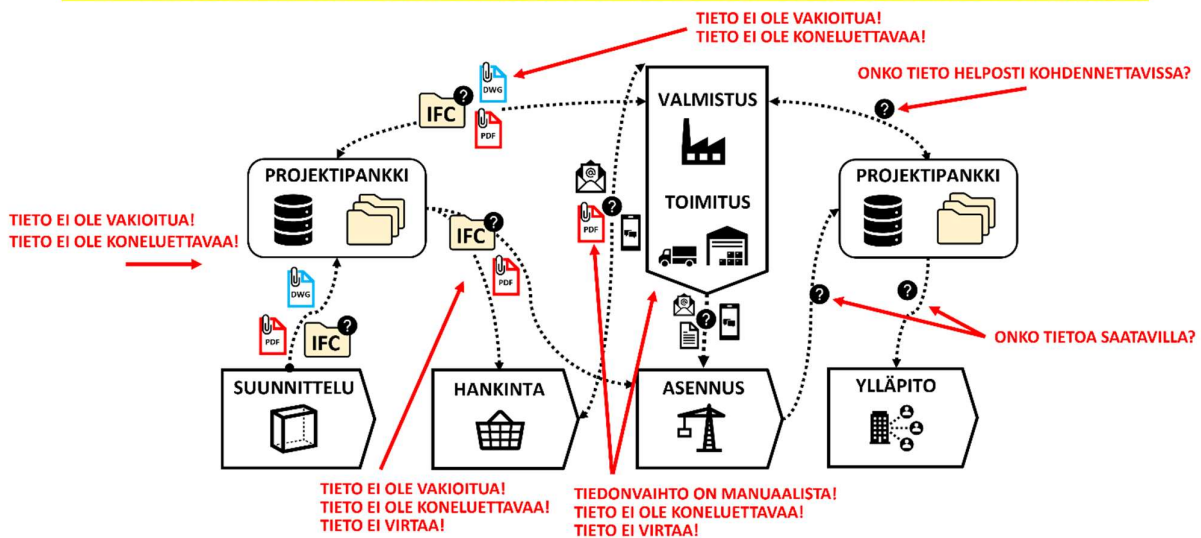 TIETO EI OLE VAKIOITUA!
TIETO EI OLE KONELUETTAVAA!
ONKO TIETO HELPOSTI KOHDENNETTAVISSA?
DWG
IFC
?
PDF
VALMISTUS
?
PROJEKTIPANKKI
@
?
PDF
TOIMITUS
PROJEKTIPANKKI
TIETO EI OLE VAKIOITUA!
TIETO EI OLE KONELUETTAVAA!
IFC
?
PDF
DWG
PDF
IFC
?
@
?
?
?
ONKO TIETOA SAATAVILLA?
SUUNNITTELU
HANKINTA
ASENNUS
YLLÄPITO
TIETO EI OLE VAKIOITUA!
TIETO EI OLE KONELUETTAVAA!
TIETO EI VIRTAA!
TIEDONVAIHTO ON MANUAALISTA!
TIETO EI OLE KONELUETTAVAA!
TIETO EI VIRTAA!